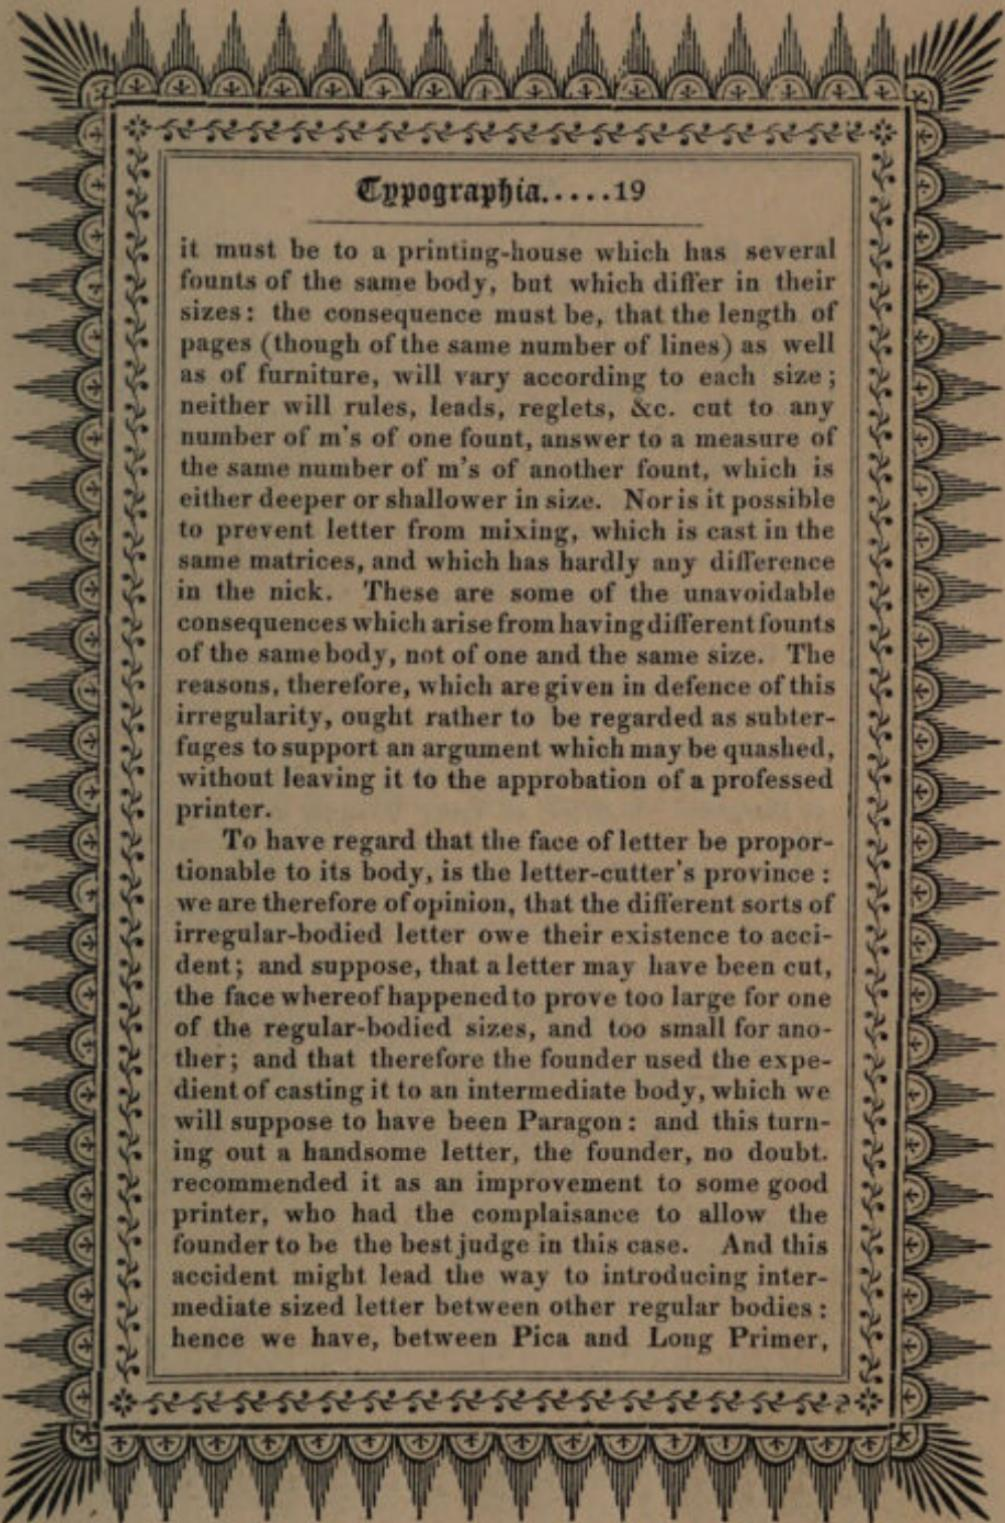 Typographia.....19
it must be to a printing-house which has several
founts of the same body, but which differ in their
sizes: the consequence must be, that the length of
pages (though of the same number of lines) as well
as of furniture, will vary according to each size;
neither will rules, leads, reglets, &c. cut to any
number of m's of one fount, answer to a measure of
the same number of m's of another fount, which is
either deeper or shallower in size. Nor is it possible
to prevent letter from mixing, which is cast in the
same matrices, and which has hardly any difference
in the nick. These are some of the unavoidable
consequences which arise from having different founts
of the same body, not of one and the same size. The
reasons, therefore, which are given in defence of this
irregularity, ought rather to be regarded as subter-
fuges to support an argument which may be quashed,
without leaving it to the approbation of a professed
printer.
To have regard that the face of letter be propor-
tionable to its body, is the letter-cutter's province:
we are therefore of opinion, that the different sorts of
irregular-bodied letter owe their existence to acci-
dent; and suppose, that a letter may have been cut,
the face whereof happened to prove too large for one
of the regular-bodied sizes, and too small for ano-
ther; and that therefore the founder used the expe-
dient of casting it to an intermediate body, which we
will suppose to have been Paragon: and this turn-
ing out a handsome letter, the founder, no doubt.
recommended it as an improvement to some good
printer, who had the complaisance to allow the
founder to be the best judge in this case. And this
accident might lead the way to introducing inter-
mediate sized letter between other regular bodies:
hence we have, between Pica and Long Primer,